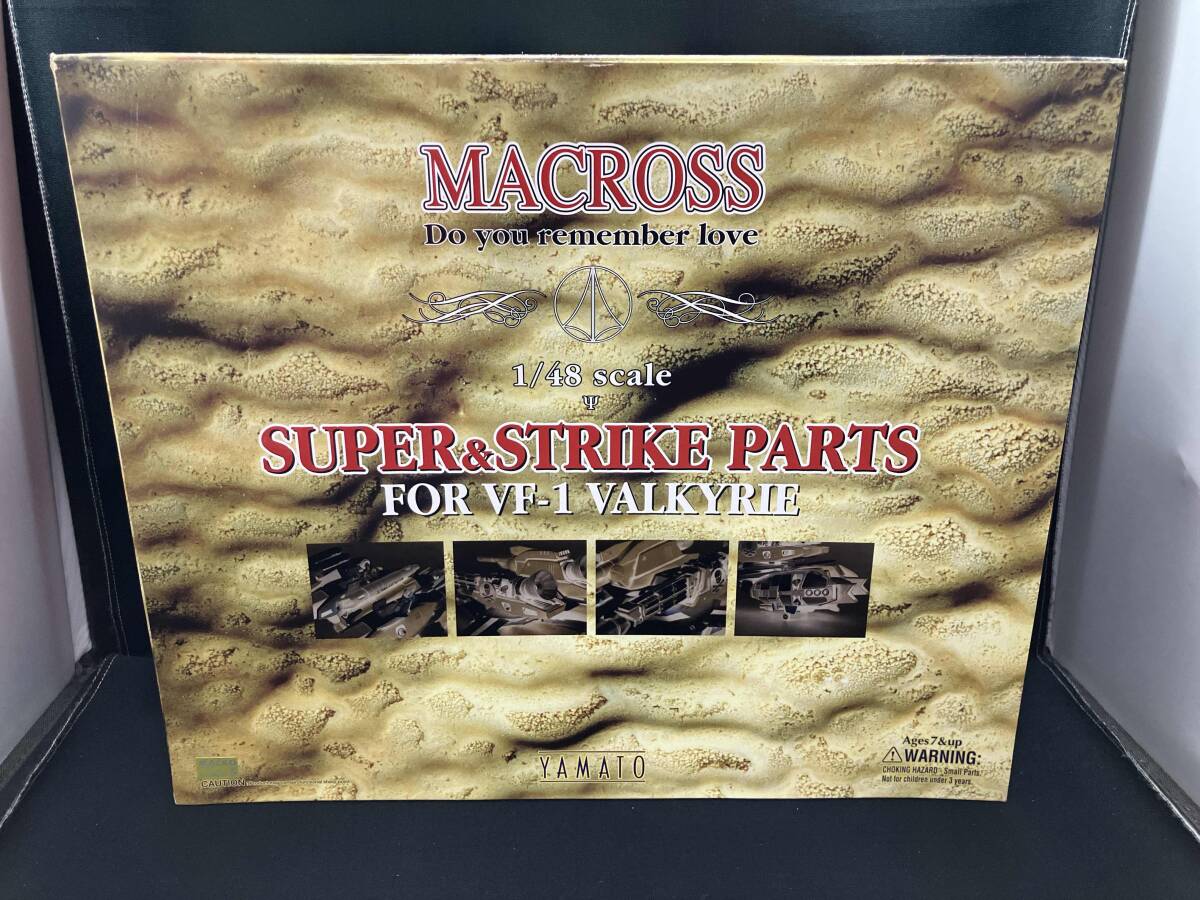 MACROSS
Do you remember love
1/48 scale
Ψ
SUPER&STRIKE PARTS
FOR VF-1 VALKYRIE
Ages 7&up
WARNING:
CHOKING HAZARD - Small Parts.
Not for children under 3 years.
YAMATO
CAUTION